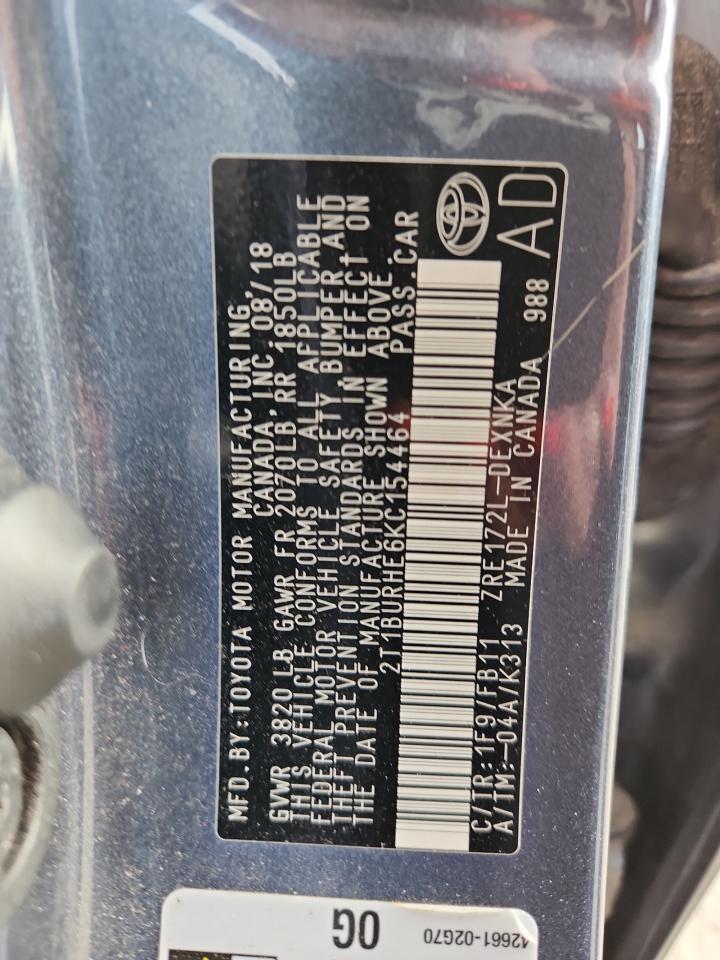 MFD.BY:TOYOTA MOTOR MANUFACTURING,
CANADA,INC.08/18
GVWR 3820 LB GAWR FR 2070LB,RR 1850LB
THIS VEHICLE CONFORMS TO ALL APPLICABLE
FEDERAL MOTOR VEHICLE SAFETY,BUMPER,AND
THEFT PREVENTION STANDARDS IN EFFECT ON
THE DATE OF MANUFACTURE SHOWN ABOVE.
2T1BURHE6KC154464 PASS.CAR
C/TR:1F9/FB11 ZRE172L-DEXNKA
A/TM:-04A/K313 MADE IN CANADA 988 AD
0G
42661-02G70